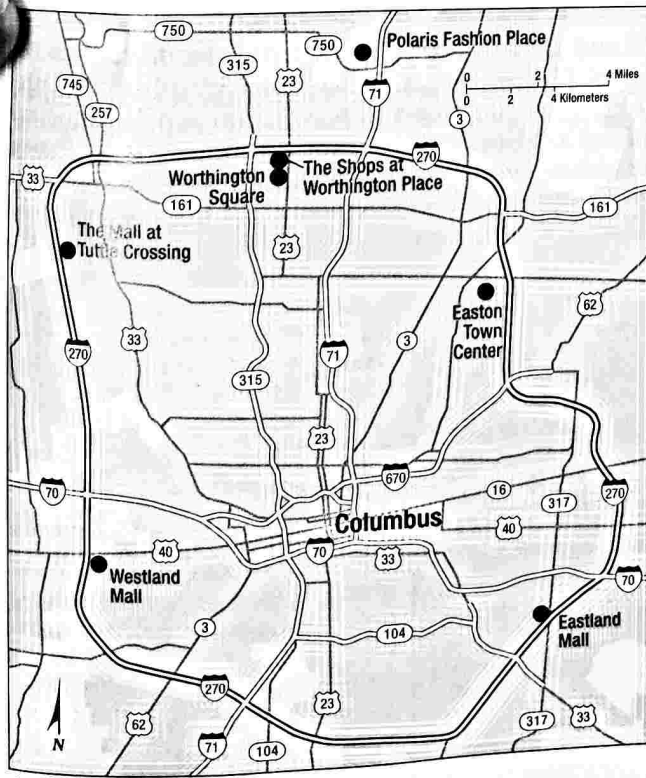 750
315
750
Polaris Fashion Place
23
745
71
0 2 4 Miles
0 2 4 Kilometers
257
3
270
33
The Shops at
Worthington Place
Worthington
Square
161
161
23
The Mall at
Tuttle Crossing
Easton
Town
Center
62
33
3
270
71
315
23
670
70
16
270
317
Columbus
40
40
70
33
70
Westland
Mall
3
104
Eastland
Mall
270
23
62
N
71
104
317
33